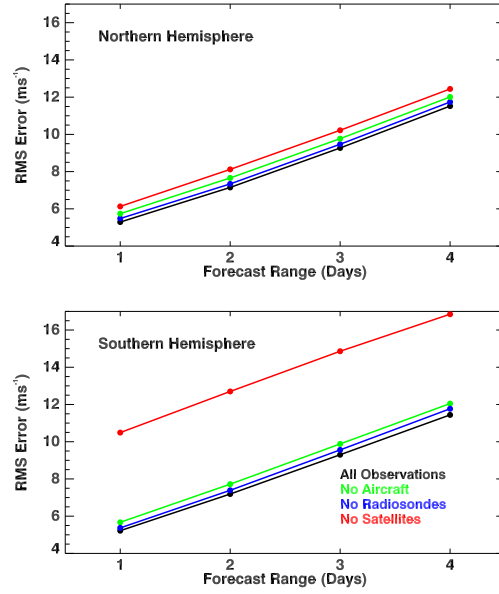 16
14
12
10
8
6
4
RMS Error (ms⁻¹)
Northern Hemisphere
1 2 3 4
Forecast Range (Days)
16
14
12
10
8
6
4
RMS Error (ms⁻¹)
Southern Hemisphere
All Observations
No Aircraft
No Radiosondes
No Satellites
1 2 3 4
Forecast Range (Days)